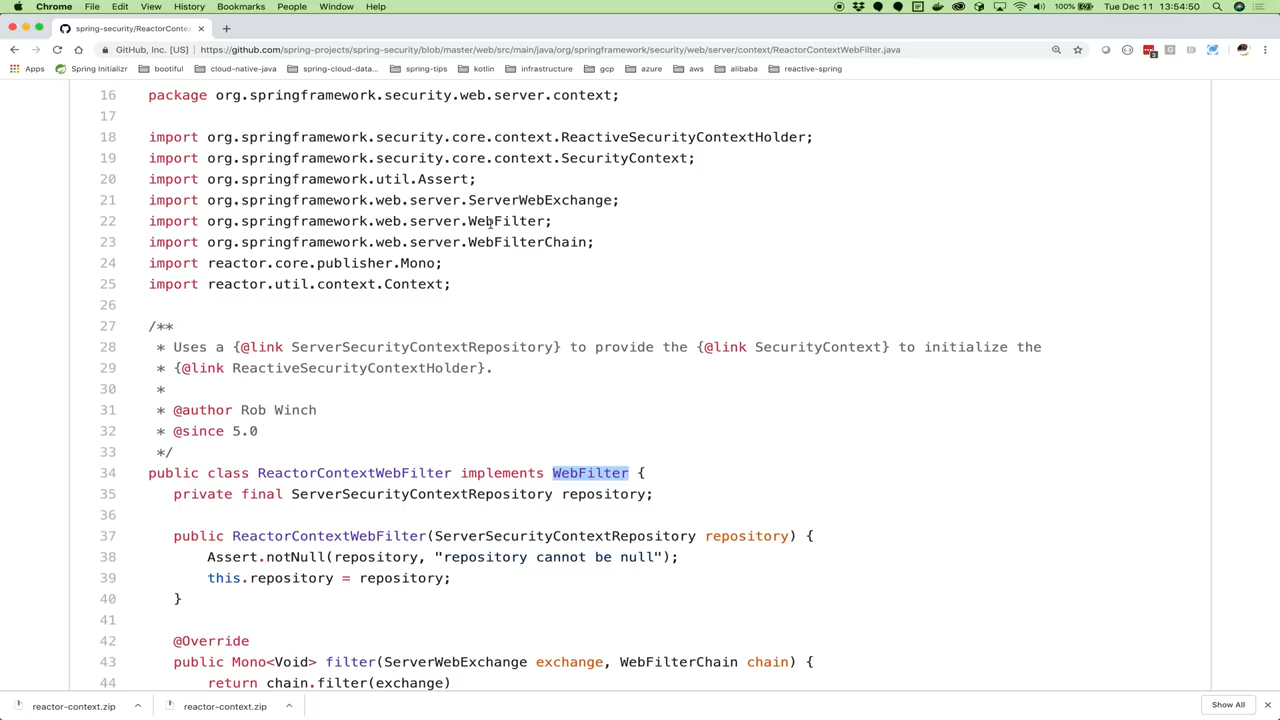 Chrome File Edit View History Bookmarks People Window Help 100% Tue Dec 11 13:54:50
spring-security/ReactorConte
GitHub, Inc. [US] https://github.com/spring-projects/spring-security/blob/master/web/src/main/java/org/springframework/security/web/server/context/ReactorContextWebFilter.java
Apps Spring Initializr bootiful cloud-native-java spring-cloud-data... spring-tips kotlin infrastructure gcp azure aws alibaba reactive-spring
16 package org.springframework.security.web.server.context;
17
18 import org.springframework.security.core.context.ReactiveSecurityContextHolder;
19 import org.springframework.security.core.context.SecurityContext;
20 import org.springframework.util.Assert;
21 import org.springframework.web.server.ServerWebExchange;
22 import org.springframework.web.server.WebFilter;
23 import org.springframework.web.server.WebFilterChain;
24 import reactor.core.publisher.Mono;
25 import reactor.util.context.Context;
26
27 /**
28 * Uses a {@link ServerSecurityContextRepository} to provide the {@link SecurityContext} to initialize the
29 * {@link ReactiveSecurityContextHolder}.
30 *
31 * @author Rob Winch
32 * @since 5.0
33 */
34 public class ReactorContextWebFilter implements WebFilter {
35 private final ServerSecurityContextRepository repository;
36
37 public ReactorContextWebFilter(ServerSecurityContextRepository repository) {
38 Assert.notNull(repository, "repository cannot be null");
39 this.repository = repository;
40 }
41
42 @Override
43 public Mono<Void> filter(ServerWebExchange exchange, WebFilterChain chain) {
44 return chain.filter(exchange)
reactor-context.zip reactor-context.zip Show All